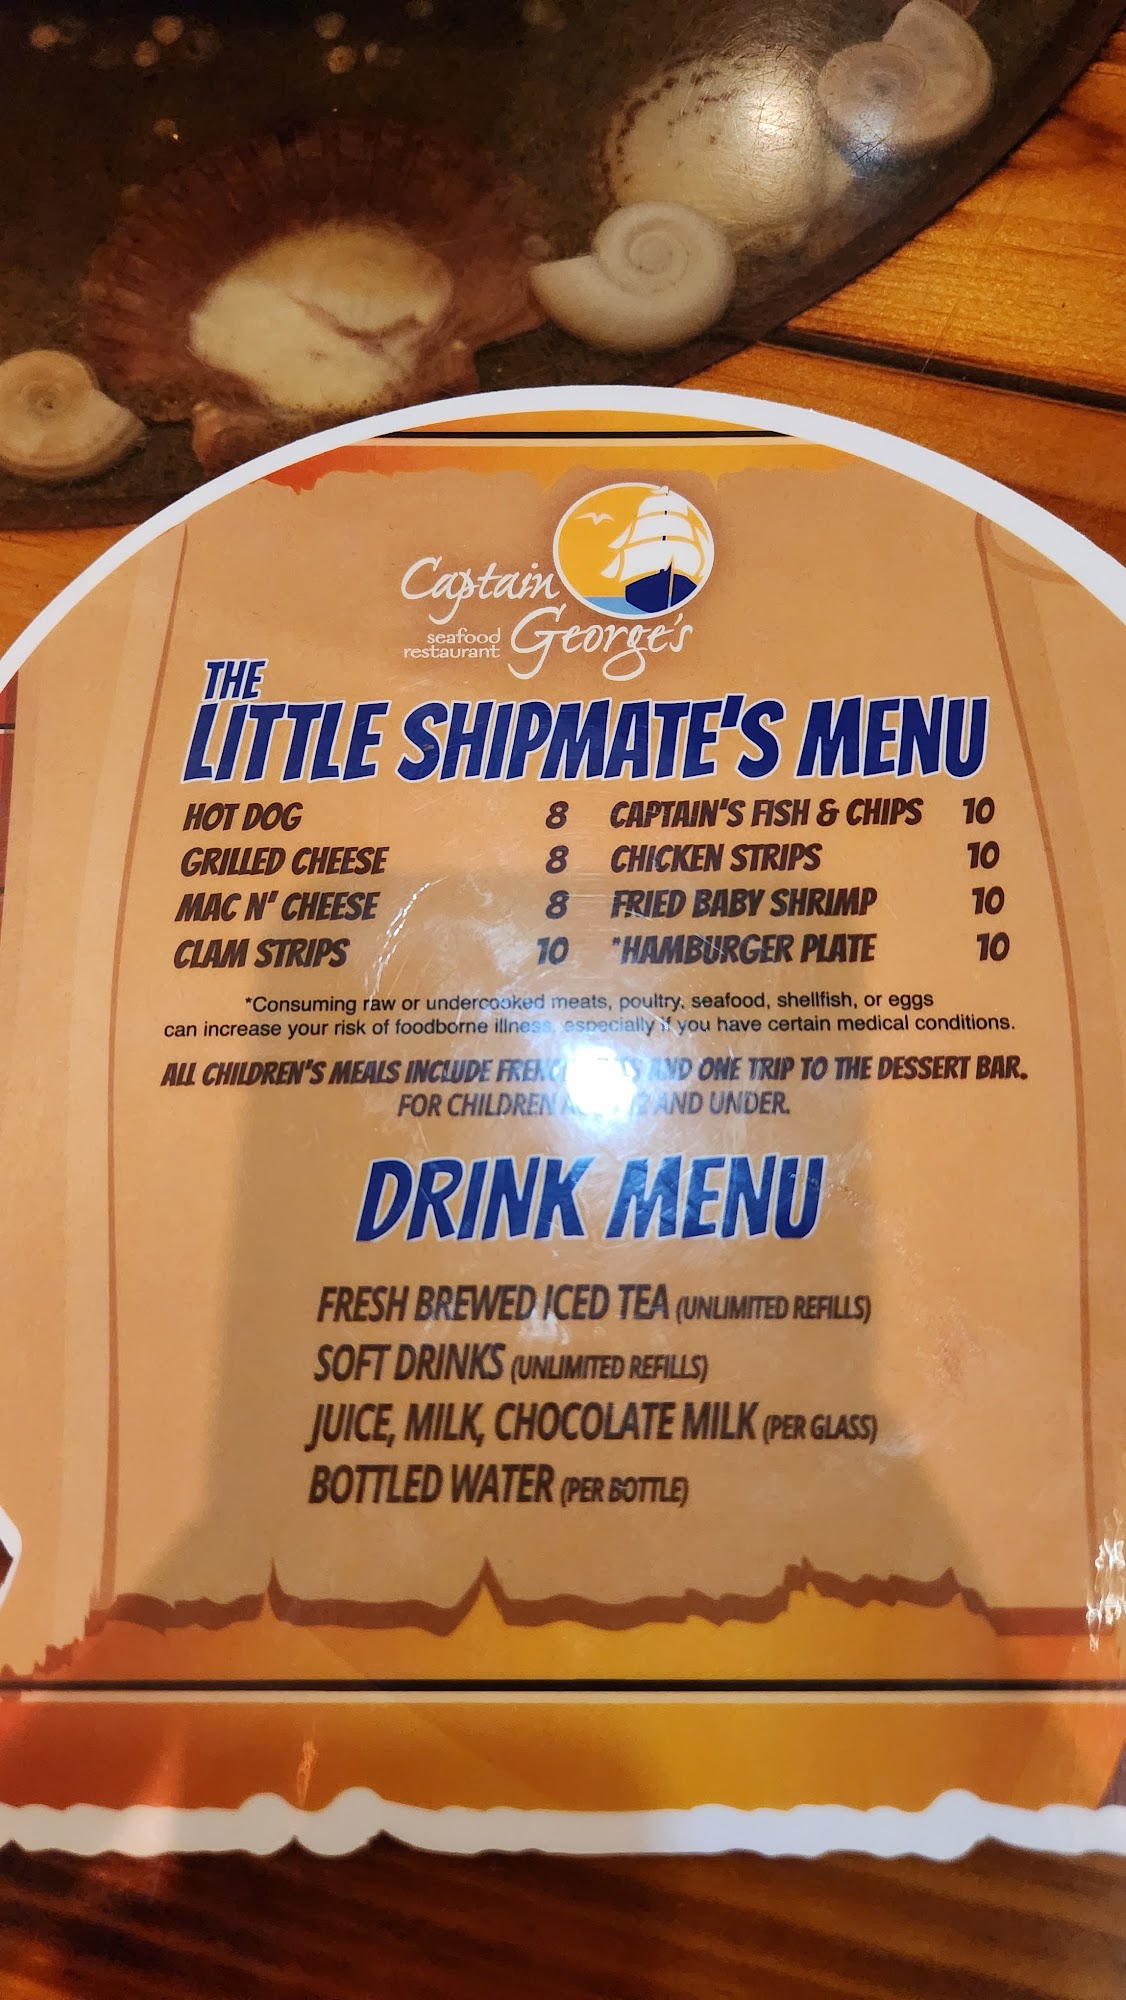 Captain
George's
seafood
restaurant
THE
LITTLE SHIPMATE'S MENU
HOT DOG 8
GRILLED CHEESE 8
MAC N' CHEESE 8
CLAM STRIPS 10
CAPTAIN'S FISH & CHIPS 10
CHICKEN STRIPS 10
FRIED BABY SHRIMP 10
*HAMBURGER PLATE 10
*Consuming raw or undercooked meats, poultry, seafood, shellfish, or eggs
can increase your risk of foodborne illness, especially if you have certain medical conditions.
ALL CHILDREN'S MEALS INCLUDE AND ONE TRIP TO THE DESSERT BAR.
FOR CHILDREN AND UNDER.
DRINK MENU
FRESH BREWED ICED TEA (UNLIMITED REFILLS)
SOFT DRINKS (UNLIMITED REFILLS)
JUICE, MILK, CHOCOLATE MILK (PER GLASS)
BOTTLED WATER (PER BOTTLE)